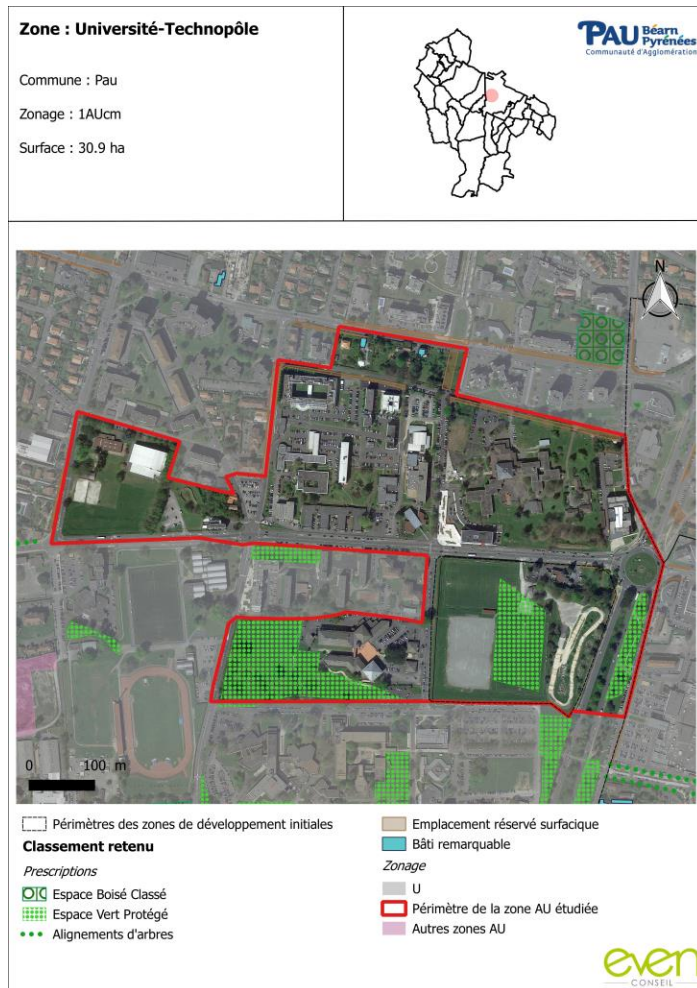 Zone : Université-Technopôle
Commune : Pau
Zonage : 1AUcm
Surface : 30.9 ha
PAU Béarn
Pyrénées
Communauté d'Agglomération
N
0 100 m
Périmètres des zones de développement initiales
Classement retenu
Prescriptions
Espace Boisé Classé
Espace Vert Protégé
Alignements d'arbres
Emplacement réservé surfacique
Bâti remarquable
Zonage
U
Périmètre de la zone AU étudiée
Autres zones AU
even
CONSEIL